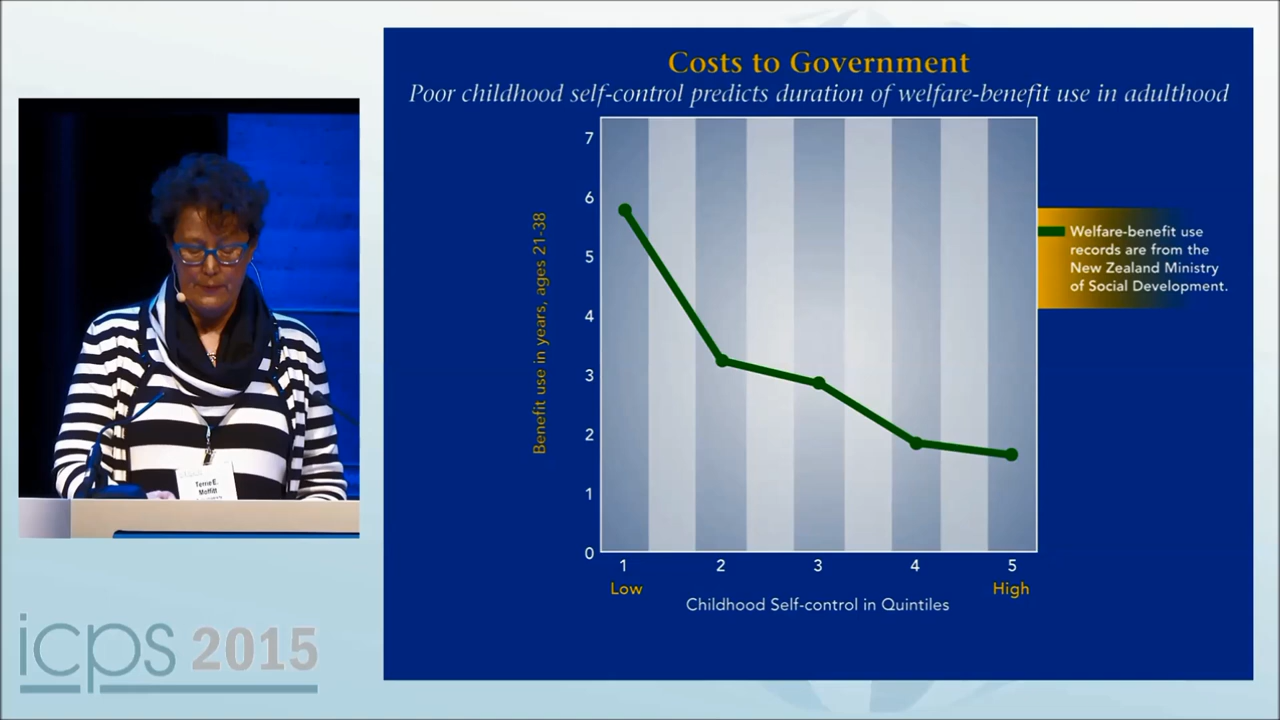 Costs to Government
Poor childhood self-control predicts duration of welfare-benefit use in adulthood
7
6
5
4
3
2
1
0
Benefit use in years, ages 21-38
1
2
3
4
5
Low
High
Childhood Self-control in Quintiles
Welfare-benefit use
records are from the
New Zealand Ministry
of Social Development.
Terrie E.
Moffitt
icps 2015